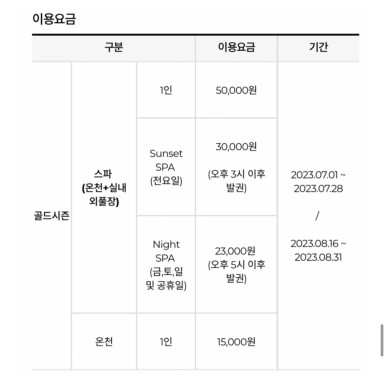 이용요금
구분 이용요금 기간
골드시즌
스파
(온천+실내
외풀장)
1인 50,000원
Sunset
SPA
(전요일)
30,000원
(오후 3시 이후
발권)
Night
SPA
(금,토,일
및 공휴일)
23,000원
(오후 5시 이후
발권)
온천 1인 15,000원
2023.07.01 ~
2023.07.28
/
2023.08.16 ~
2023.08.31